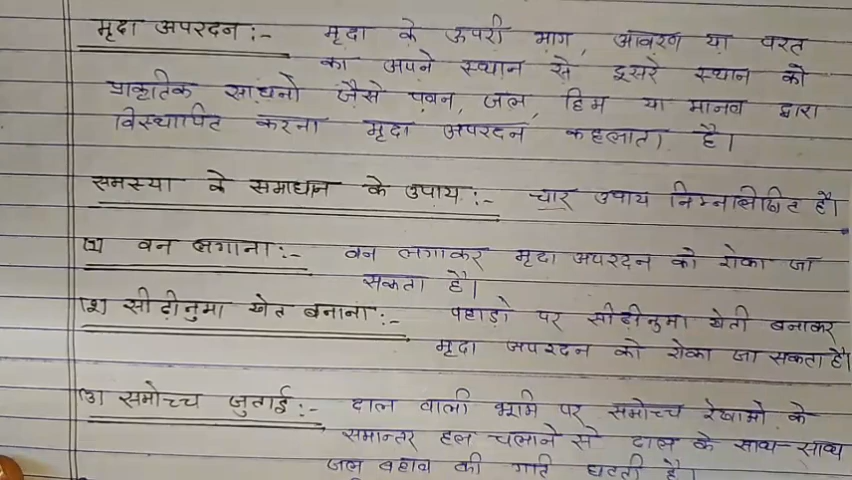 मृदा अपरदन :- मृदा के ऊपरी भाग, आवरण या परत
का अपने स्थान से दूसरे स्थान को
प्राकृतिक साधनों जैसे पवन, जल, हिम या मानव द्वारा
विस्थापित करना मृदा अपरदन कहलाता है।
समस्या के समाधान के उपाय :- चार उपाय निम्नलिखित है।
(1) वन लगाना :- वन लगाकर मृदा अपरदन को रोका जा
सकता है।
(2) सीढ़ीनुमा खेत बनाना :- पहाड़ो पर सीढीनुमा खेती बनाकर
मृदा अपरदन को रोका जा सकता है।
(3) समोच्च जुताई :- ढाल वाली भूमि पर समोच्च रेखाओ के
समान्तर हल चलाने से ढाल के साथ-साथ
जल बहाव की गति घटती है।